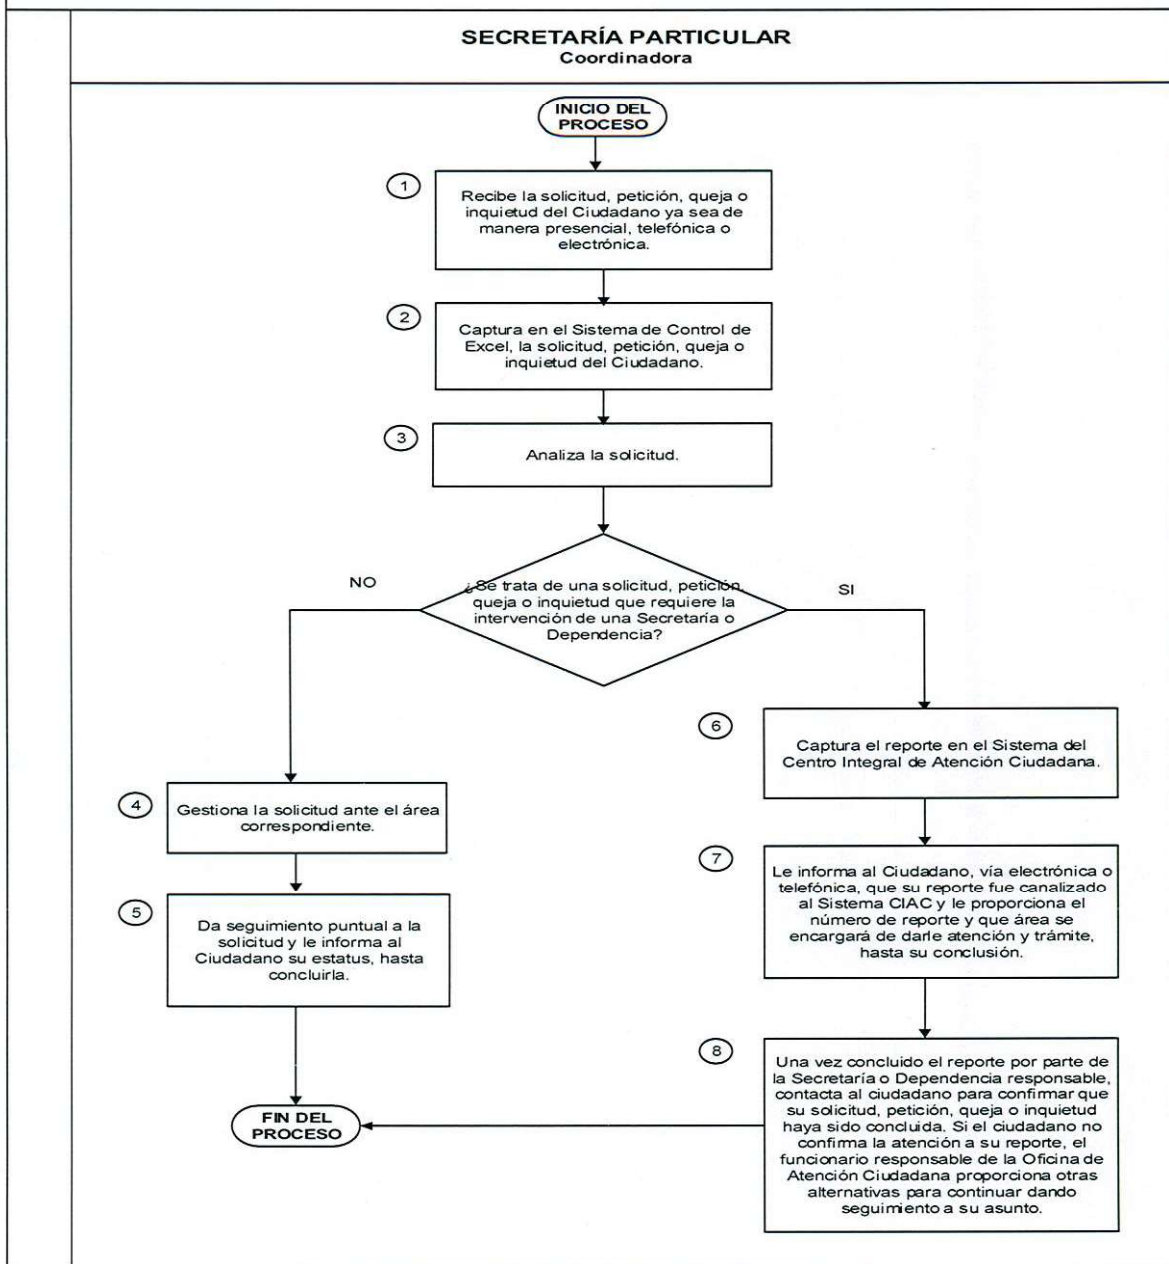 SECRETARÍA PARTICULAR
Coordinadora
INICIO DEL
PROCESO
1
Recibe la solicitud, petición, queja o
inquietud del Ciudadano ya sea de
manera presencial, telefónica o
electrónica.
2
Captura en el Sistema de Control de
Excel, la solicitud, petición, queja o
inquietud del Ciudadano.
3
Analiza la solicitud.
¿Se trata de una solicitud, petición,
queja o inquietud que requiere la
intervención de una Secretaría o
Dependencia?
NO
SI
4
Gestiona la solicitud ante el área
correspondiente.
5
Da seguimiento puntual a la
solicitud y le informa al
Ciudadano su estatus, hasta
concluirla.
6
Captura el reporte en el Sistema del
Centro Integral de Atención Ciudadana.
7
Le informa al Ciudadano, vía electrónica o
telefónica, que su reporte fue canalizado
al Sistema CIAC y le proporciona el
número de reporte y que área se
encargará de darle atención y trámite,
hasta su conclusión.
8
Una vez concluido el reporte por parte de
la Secretaría o Dependencia responsable,
contacta al ciudadano para confirmar que
su solicitud, petición, queja o inquietud
haya sido concluida. Si el ciudadano no
confirma la atención a su reporte, el
funcionario responsable de la Oficina de
Atención Ciudadana proporciona otras
alternativas para continuar dando
seguimiento a su asunto.
FIN DEL
PROCESO